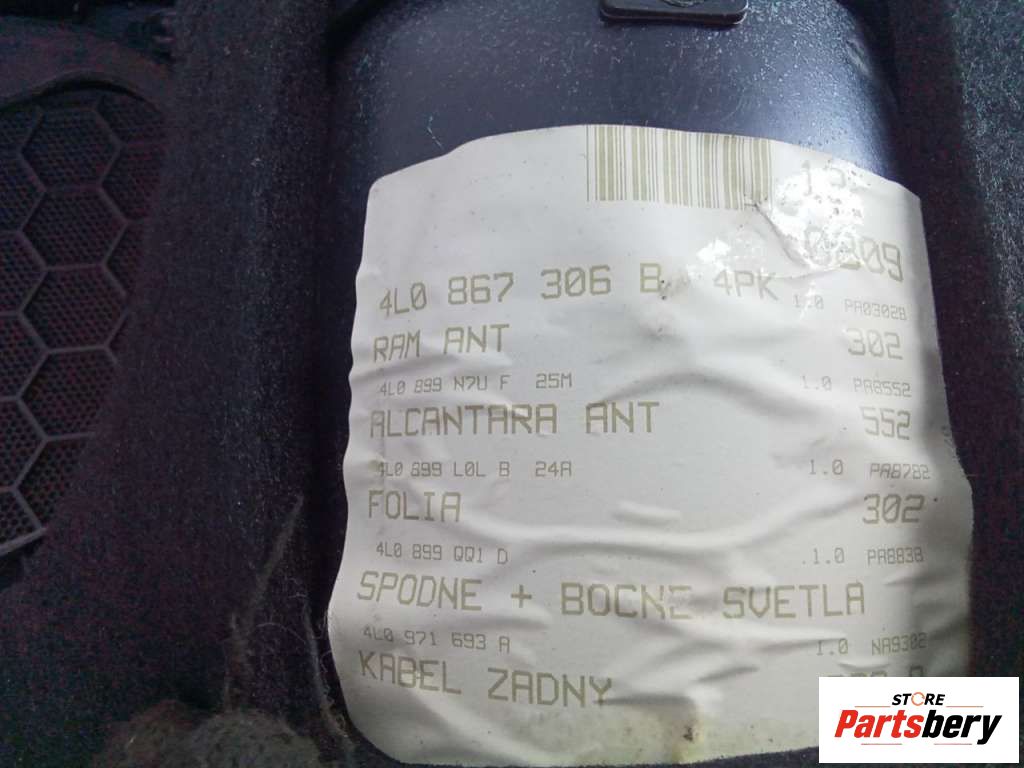 4L0 867 306 B 4PK 1.0 PA0302B
RAM ANT 302
4L0 899 N7U F 25M 1.0 PA8552
ALCANTARA ANT 552
4L0 899 L0L B 24A 1.0 PA8782
FOLIA 302
4L0 899 QQ1 D 1.0 PA8838
SPODNE + BOCNE SVETLA
4L0 971 693 A 1.0 NA9302
KABEL ZADNY
STORE
Partsbery